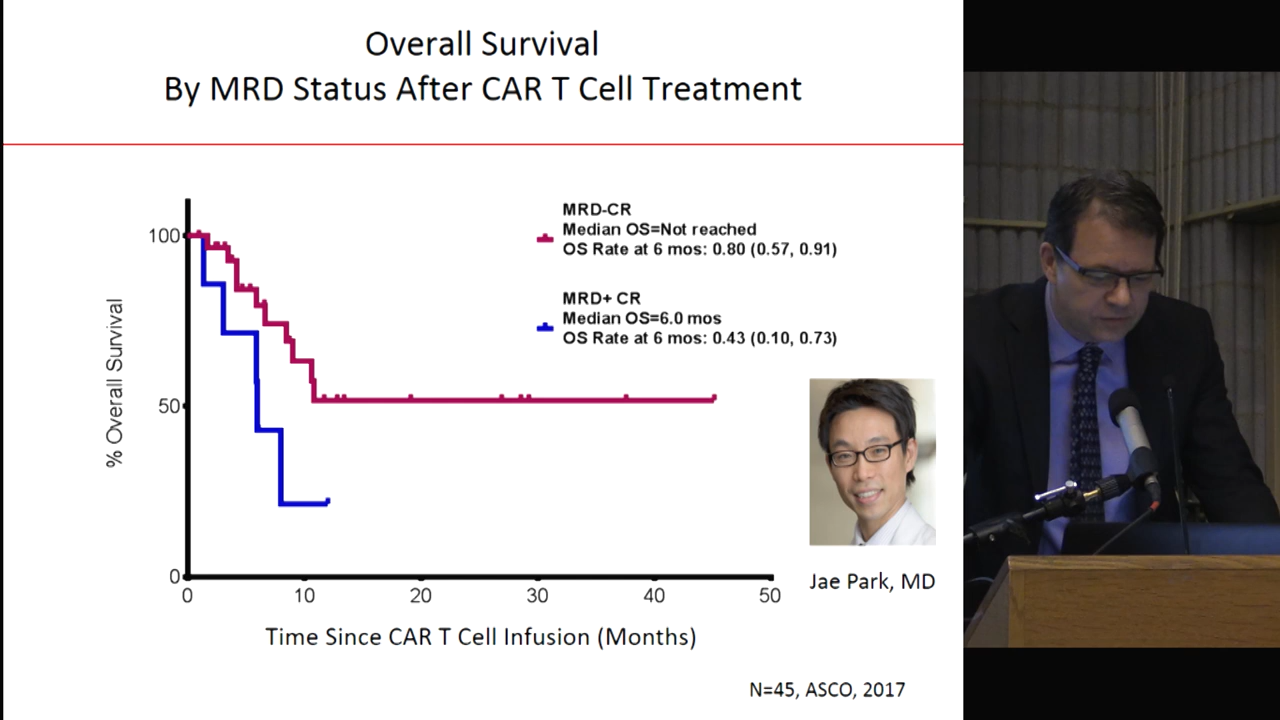 Overall Survival
By MRD Status After CAR T Cell Treatment
MRD-CR
Median OS=Not reached
OS Rate at 6 mos: 0.80 (0.57, 0.91)
MRD+ CR
Median OS=6.0 mos
OS Rate at 6 mos: 0.43 (0.10, 0.73)
% Overall Survival
100
50
0
0 10 20 30 40 50
Time Since CAR T Cell Infusion (Months)
Jae Park, MD
N=45, ASCO, 2017